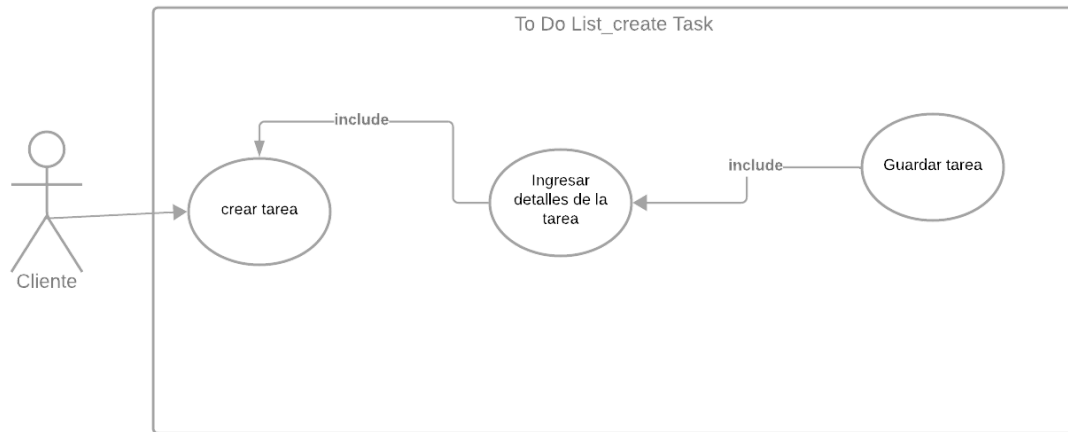 To Do List_create Task
include
include
Guardar tarea
Ingresar
detalles de la
tarea
crear tarea
Cliente